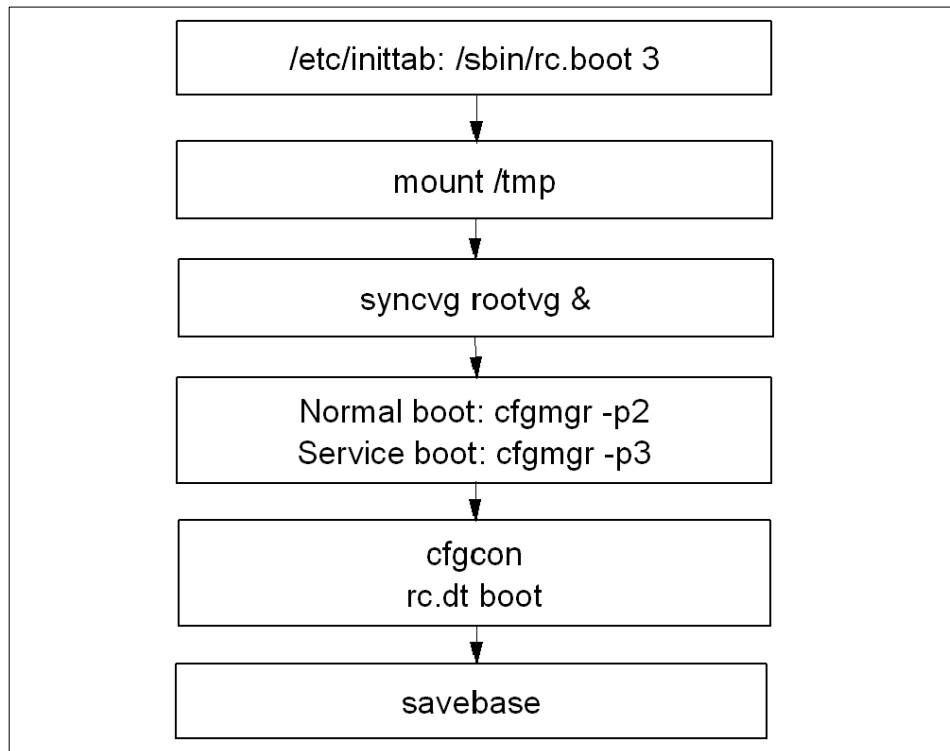 /etc/inittab: /sbin/rc.boot 3
mount /tmp
syncvg rootvg &
Normal boot: cfgmgr -p2
Service boot: cfgmgr -p3
cfgcon
rc.dt boot
savebase